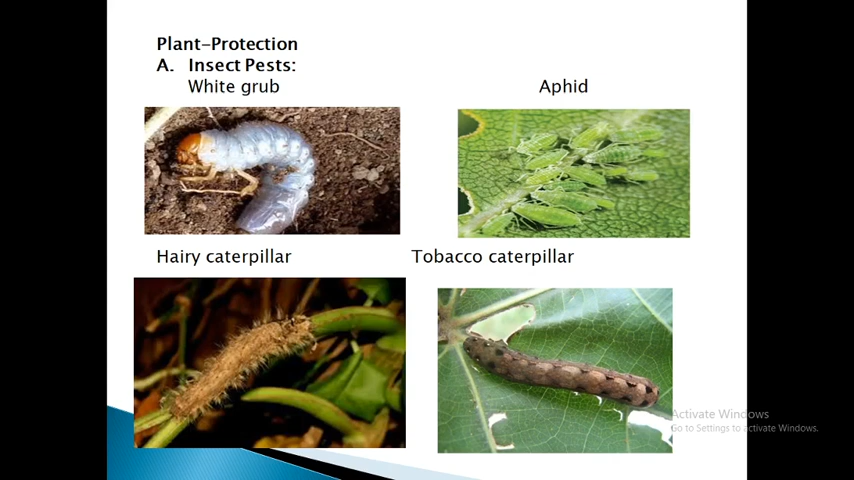 Plant-Protection
A. Insect Pests:
White grub
Aphid
Hairy caterpillar
Tobacco caterpillar
Activate Windows
Go to Settings to activate Windows.